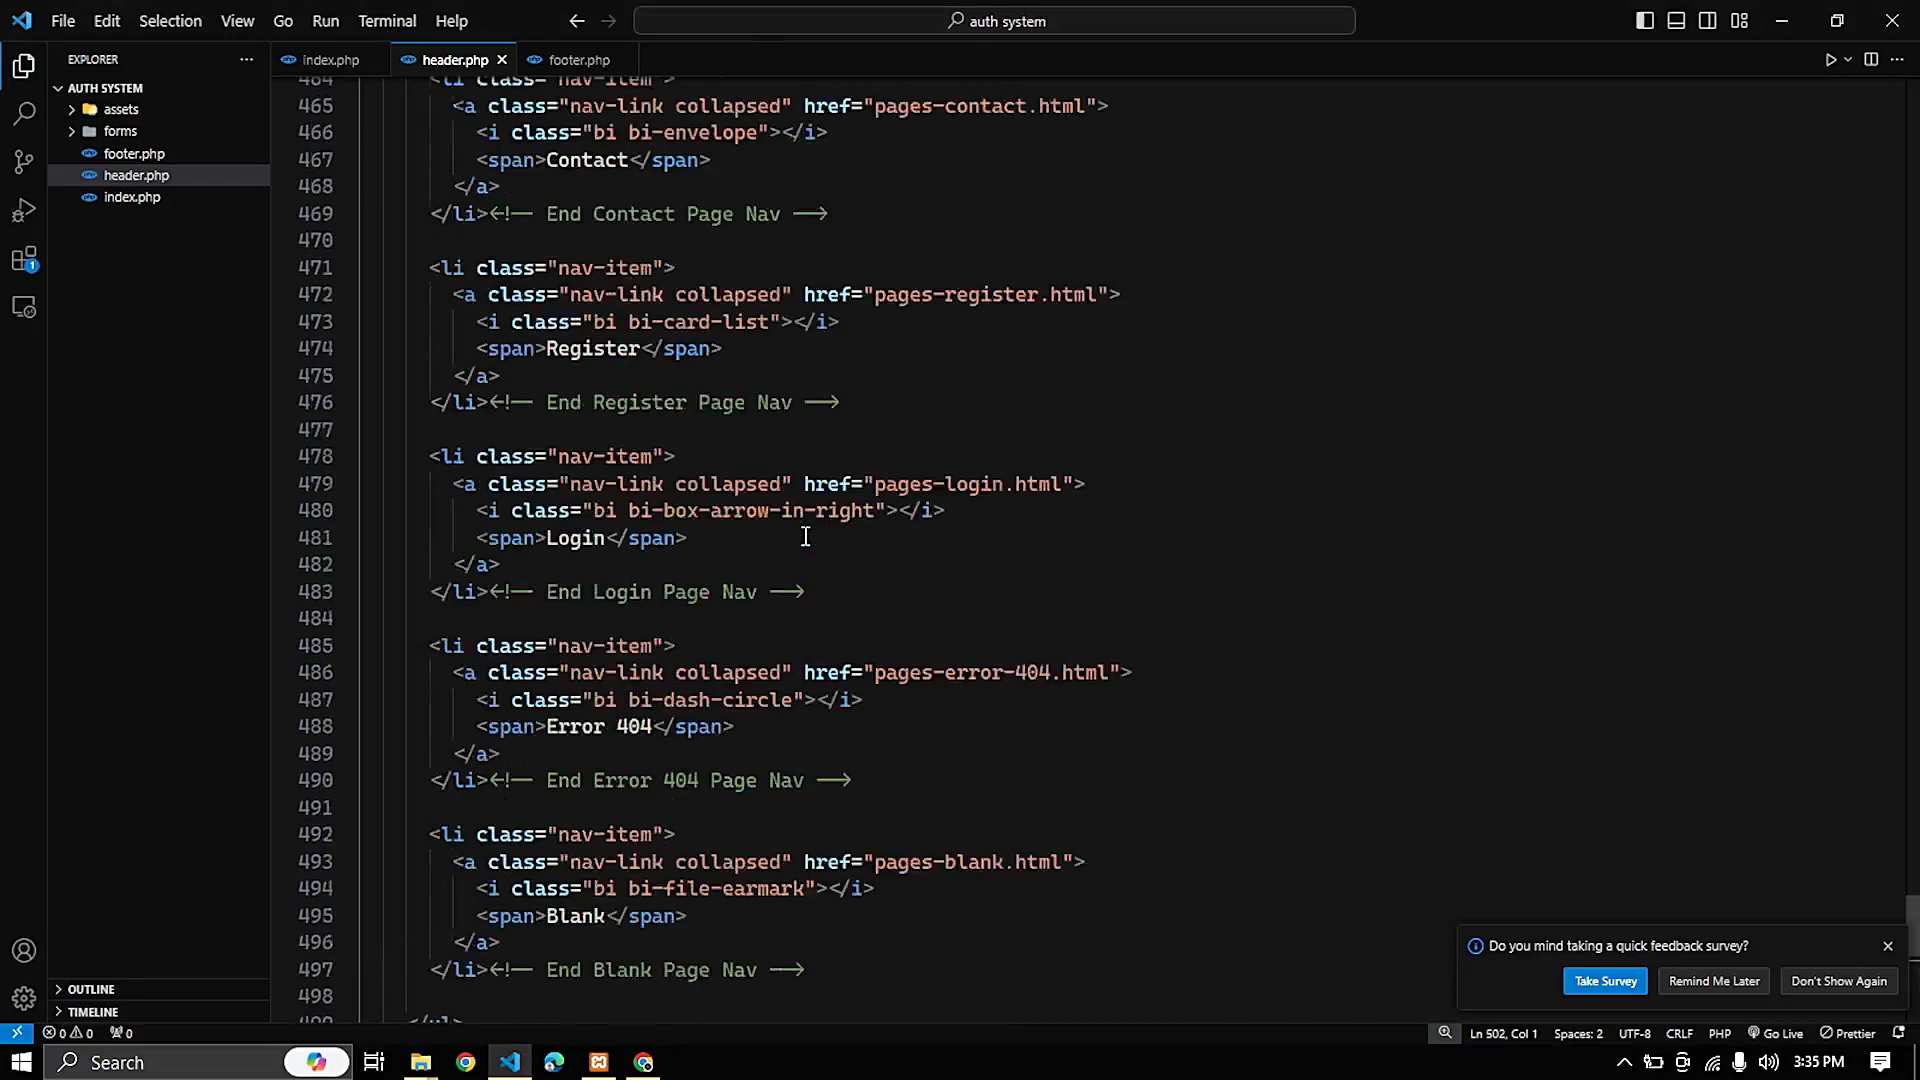 File Edit Selection View Go Run Terminal Help
auth system
EXPLORER
index.php
header.php
footer.php
AUTH SYSTEM
assets
forms
footer.php
header.php
index.php
464 <li class="nav-item">
465 <a class="nav-link collapsed" href="pages-contact.html">
466 <i class="bi bi-envelope"></i>
467 <span>Contact</span>
468 </a>
469 </li><!-- End Contact Page Nav -->
470
471 <li class="nav-item">
472 <a class="nav-link collapsed" href="pages-register.html">
473 <i class="bi bi-card-list"></i>
474 <span>Register</span>
475 </a>
476 </li><!-- End Register Page Nav -->
477
478 <li class="nav-item">
479 <a class="nav-link collapsed" href="pages-login.html">
480 <i class="bi bi-box-arrow-in-right"></i>
481 <span>Login</span>
482 </a>
483 </li><!-- End Login Page Nav -->
484
485 <li class="nav-item">
486 <a class="nav-link collapsed" href="pages-error-404.html">
487 <i class="bi bi-dash-circle"></i>
488 <span>Error 404</span>
489 </a>
490 </li><!-- End Error 404 Page Nav -->
491
492 <li class="nav-item">
493 <a class="nav-link collapsed" href="pages-blank.html">
494 <i class="bi bi-file-earmark"></i>
495 <span>Blank</span>
496 </a>
497 </li><!-- End Blank Page Nav -->
498
499 </ul>
1
OUTLINE
TIMELINE
Do you mind taking a quick feedback survey?
Take Survey
Remind Me Later
Don't Show Again
0 0 0
Ln 502, Col 1 Spaces: 2 UTF-8 CRLF PHP Go Live Prettier
Search
3:35 PM